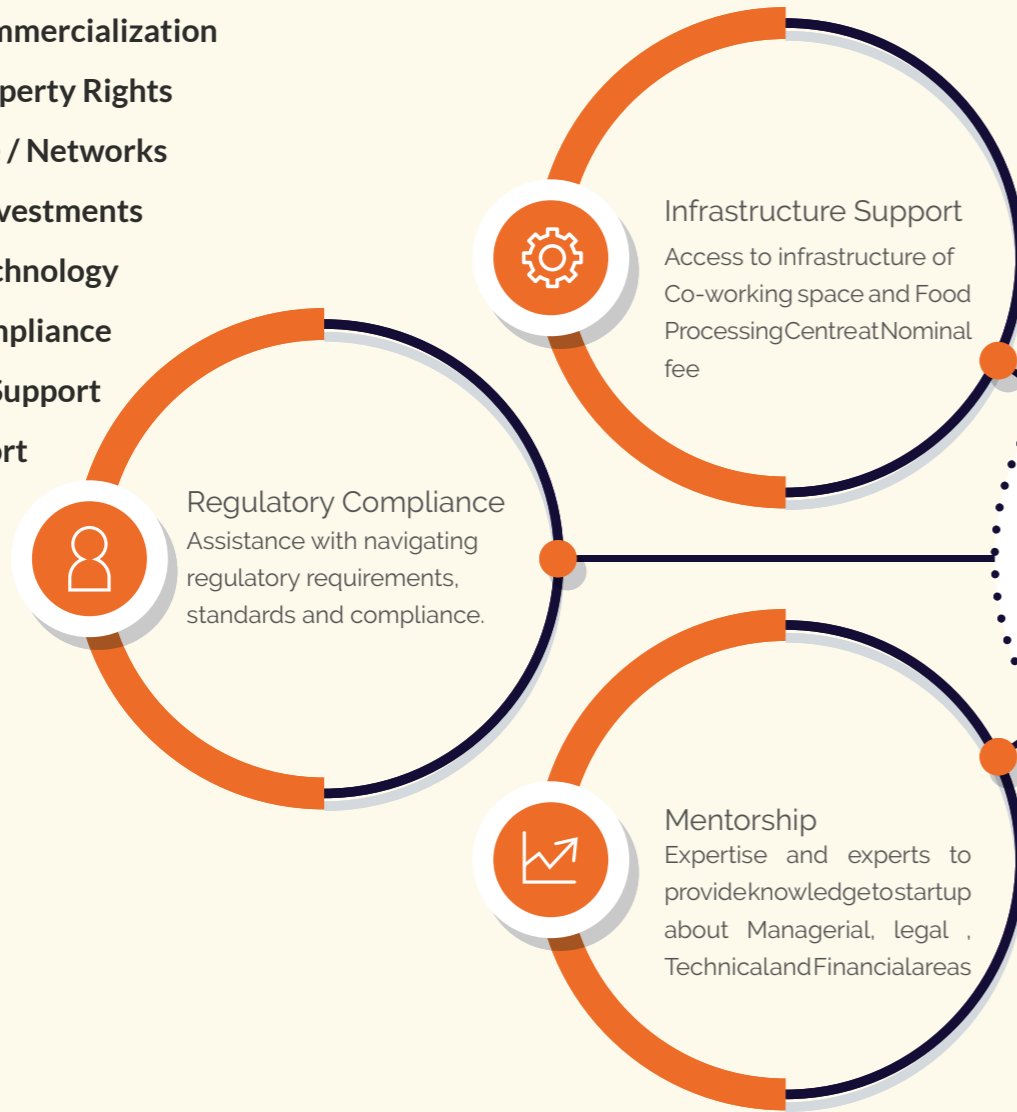 mmercialization
perty Rights
/ Networks
vestments
chnology
mpliance
Support
rt
Infrastructure Support
Access to infrastructure of
Co-working space and Food
ProcessingCentreatNominal
fee
Regulatory Compliance
Assistance with navigating
regulatory requirements,
standards and compliance.
Mentorship
Expertise and experts to
provideknowledgetostartup
about Managerial, legal ,
TechnicalandFinancialareas